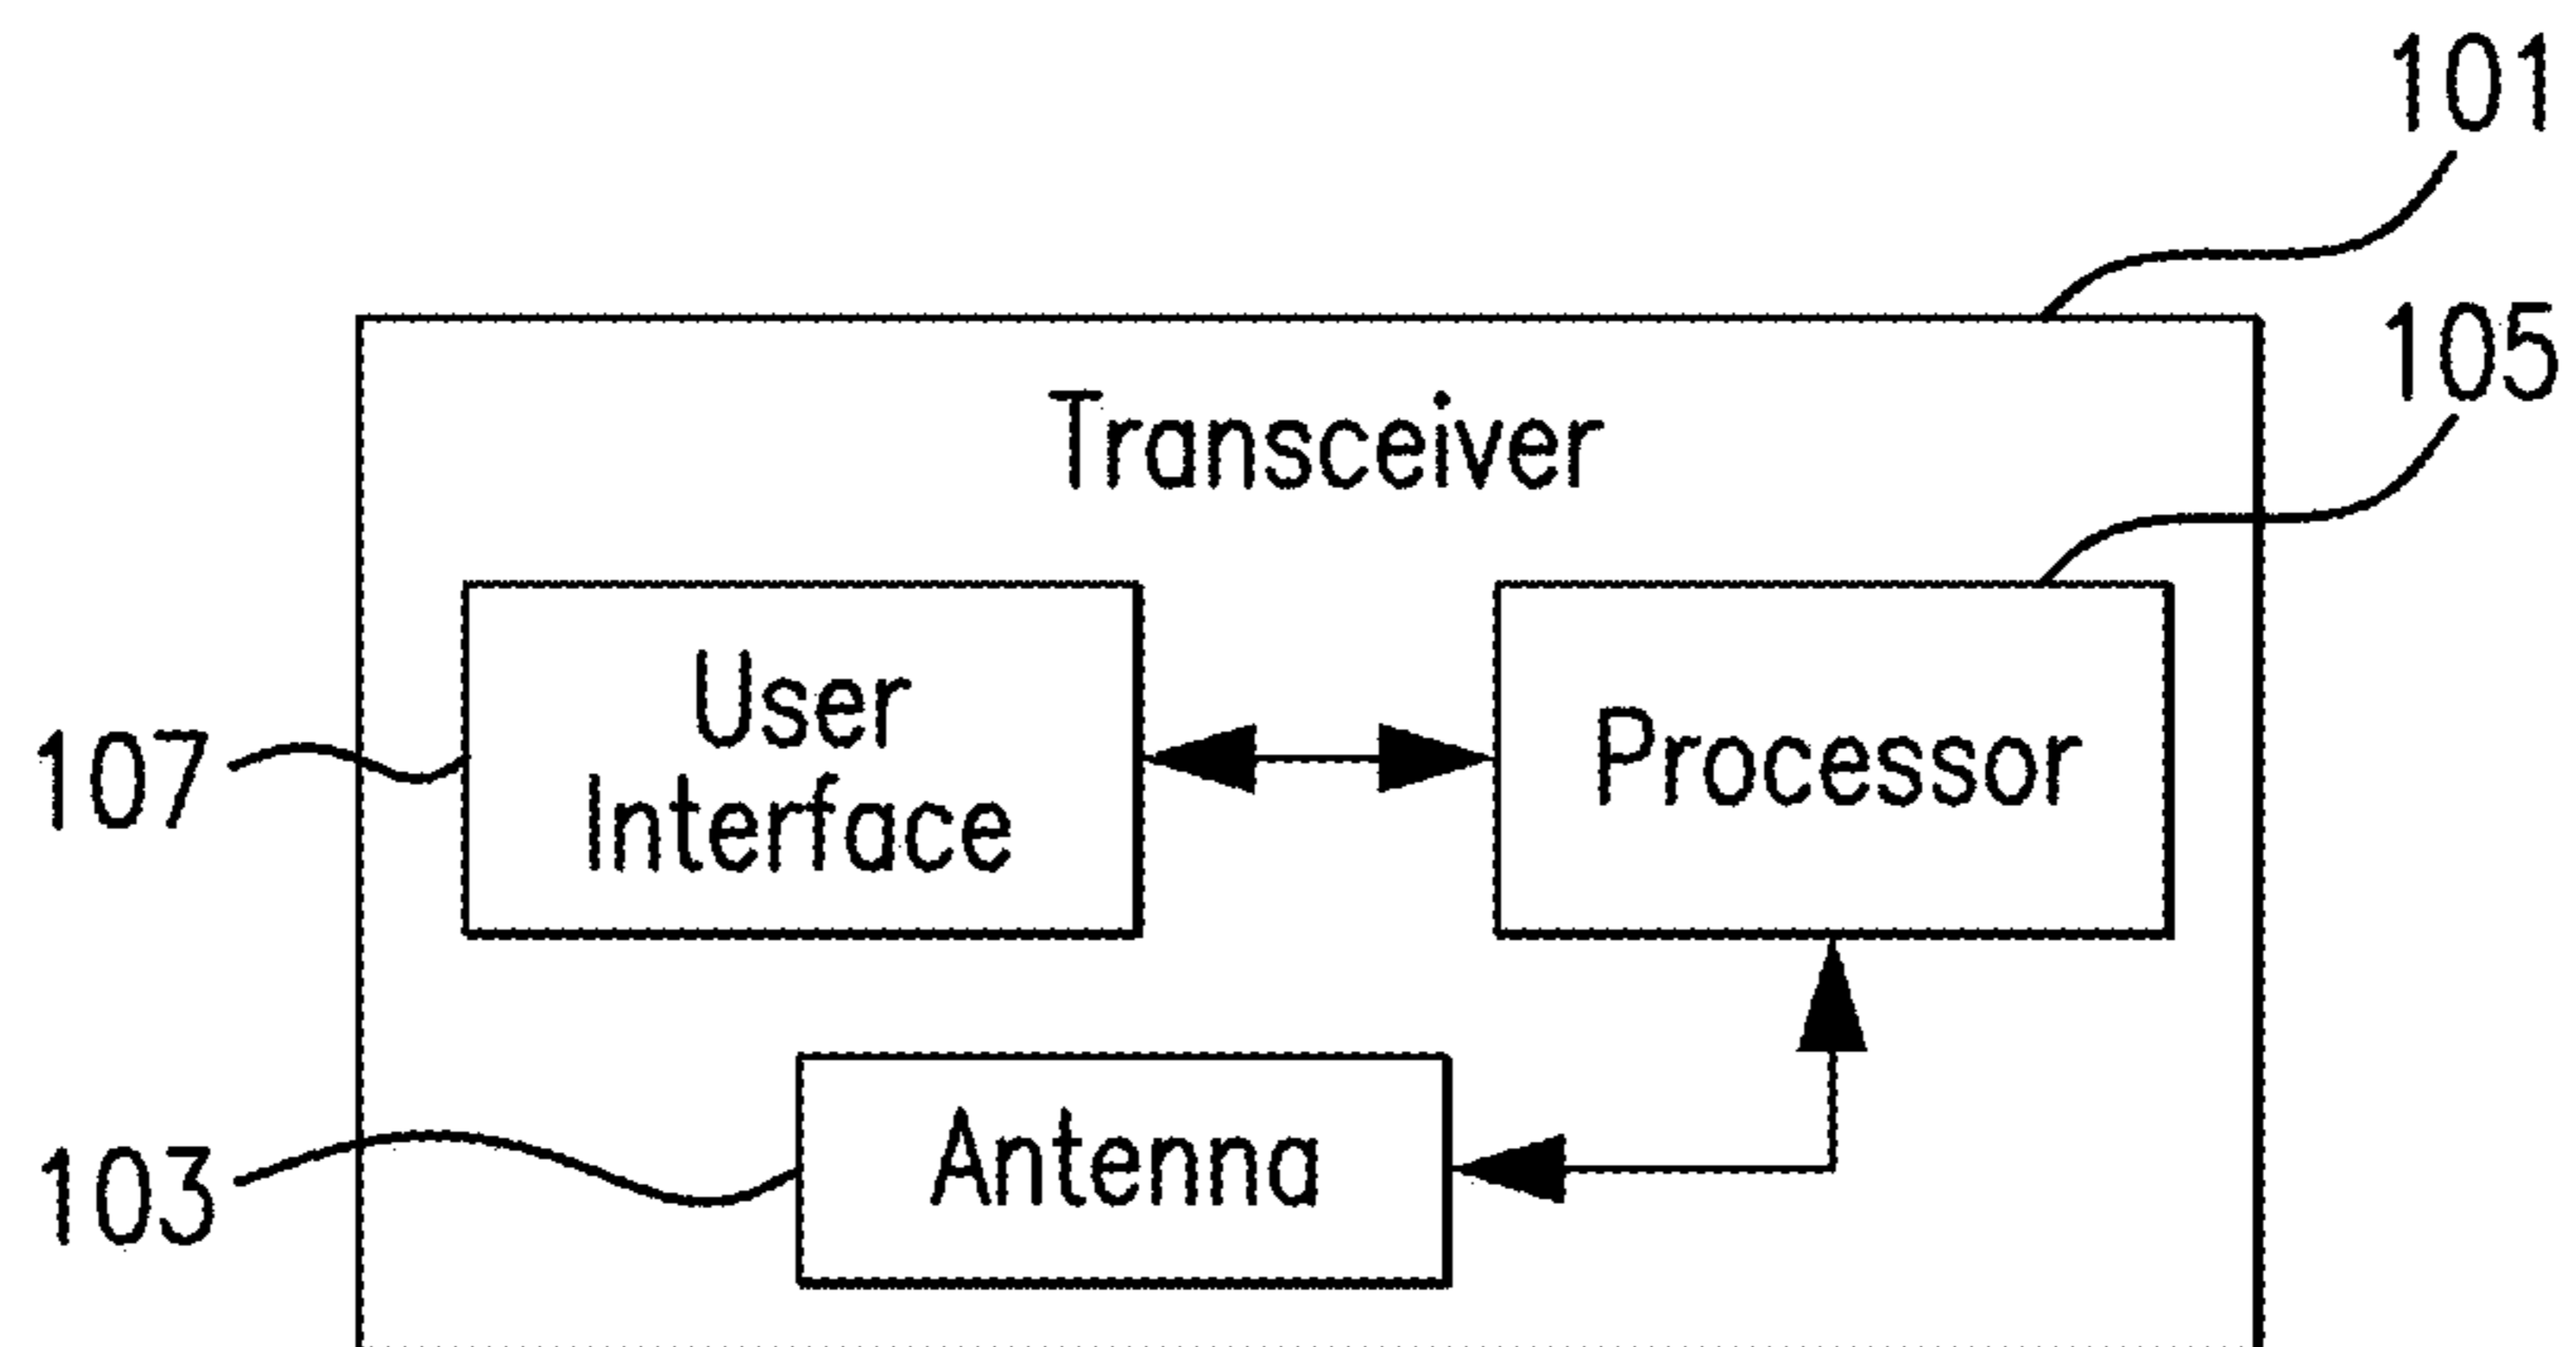 101
105
Transceiver
User
Interface
Processor
107
Antenna
103